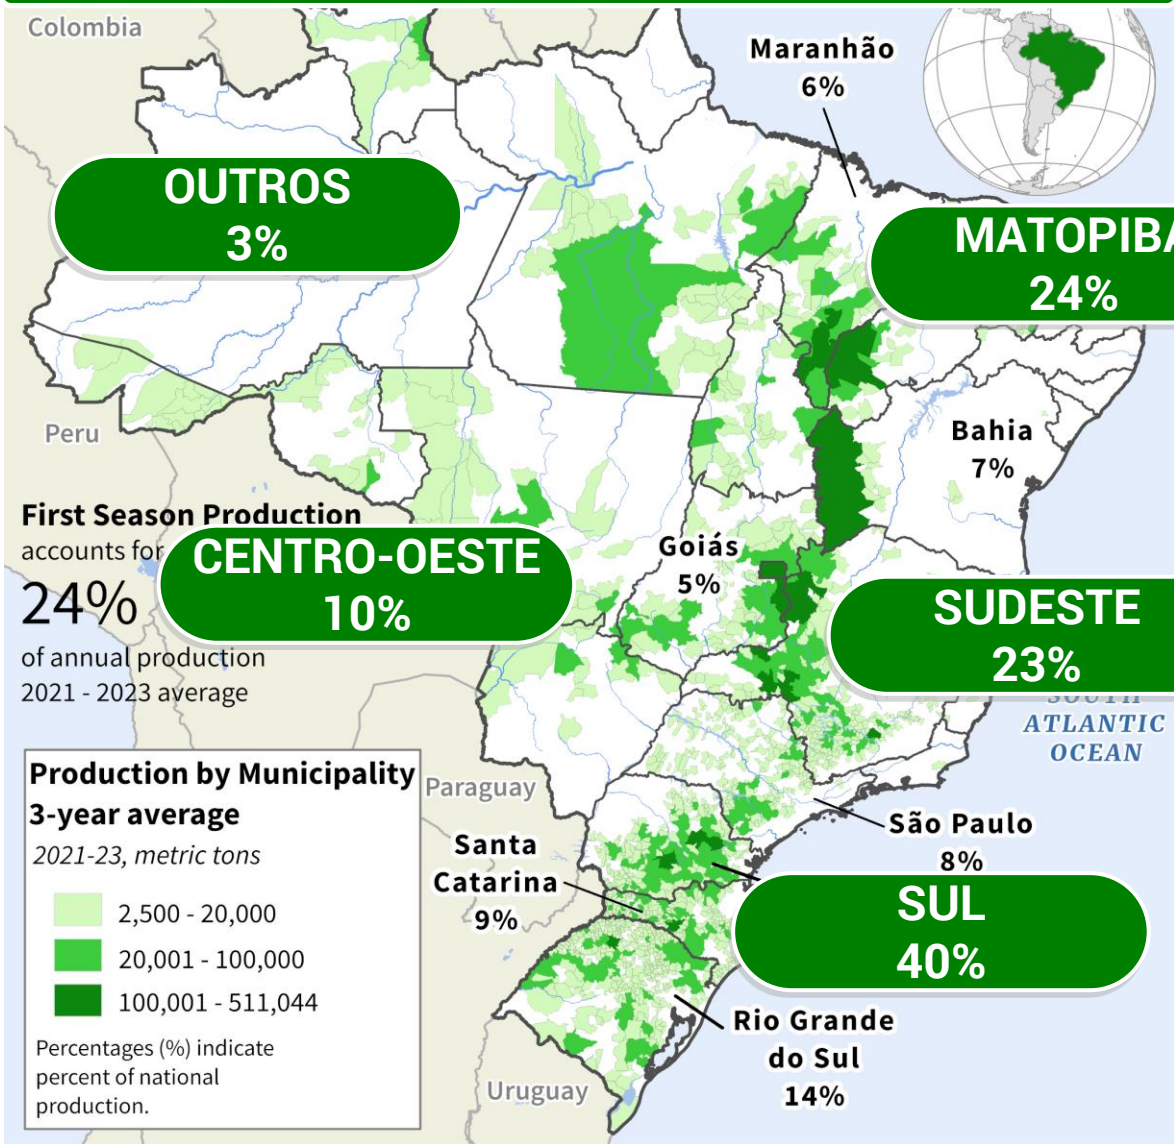 Colombia
Maranhão
6%
OUTROS
3%
MATOPIBA
24%
Peru
Bahia
7%
First Season Production
accounts for
24%
of annual production
2021 - 2023 average
CENTRO-OESTE
10%
Goiás
5%
SUDESTE
23%
SOUTH
ATLANTIC
OCEAN
Production by Municipality
3-year average
2021-23, metric tons
2,500 - 20,000
20,001 - 100,000
100,001 - 511,044
Percentages (%) indicate
percent of national
production.
Paraguay
São Paulo
8%
Santa
Catarina
9%
SUL
40%
Rio Grande
do Sul
14%
Uruguay